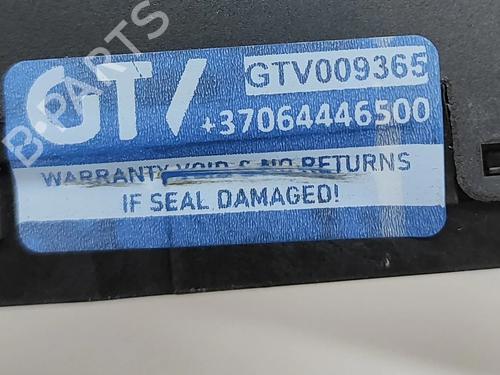 B-PARTS
GTV
GTV009365
+37064446500
WARRANTY VOID & NO RETURNS
IF SEAL DAMAGED!